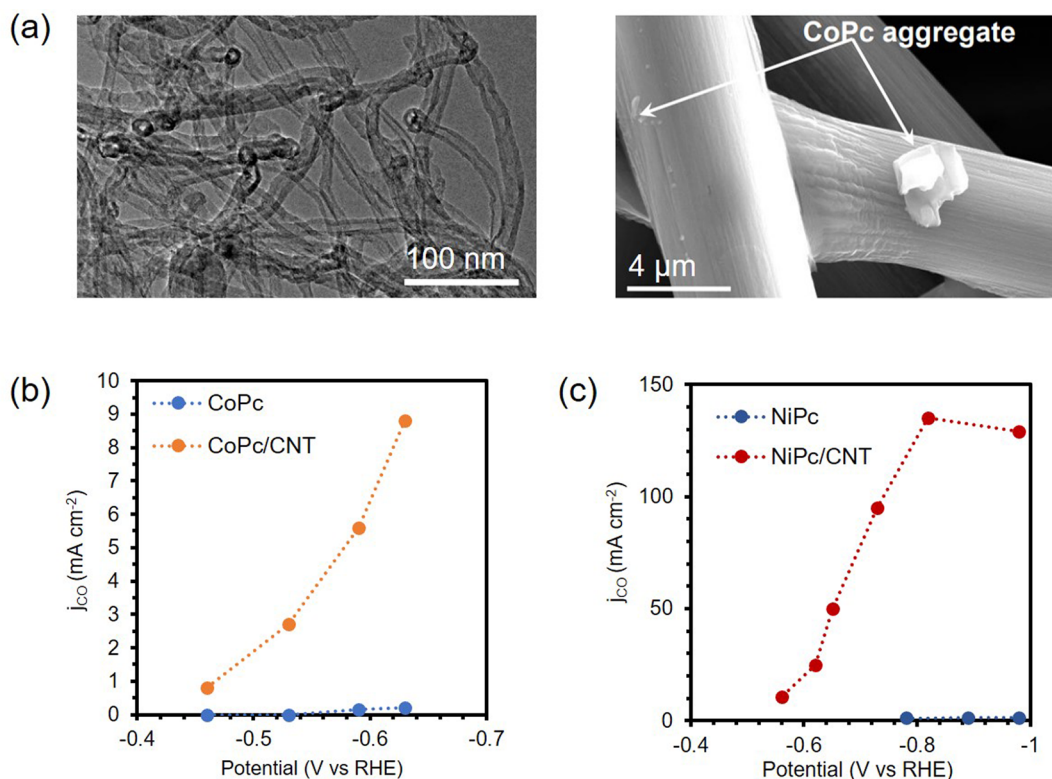 (a)
100 nm
CoPc aggregate
4 µm
(b)
10
9
8
7
6
5
4
3
2
1
0
CoPc
CoPc/CNT
jCO (mA cm-2)
-0.4 -0.5 -0.6 -0.7
Potential (V vs RHE)
(c)
150
100
50
0
NiPc
NiPc/CNT
jCO (mA cm-2)
-0.4 -0.6 -0.8 -1
Potential (V vs RHE)